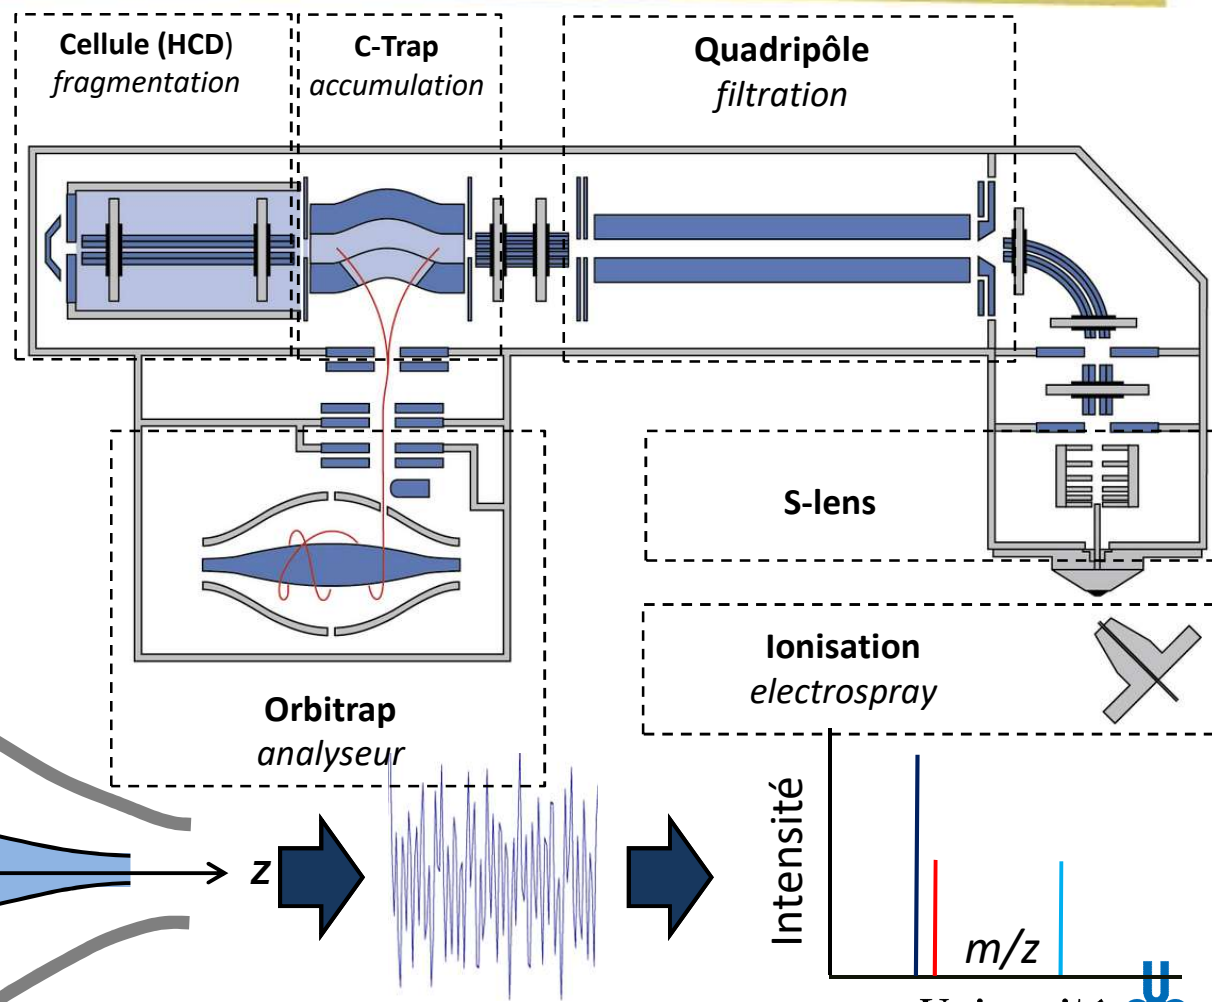 Cellule (HCD)
fragmentation
C-Trap
accumulation
Quadripôle
filtration
S-lens
Ionisation
electrospray
Orbitrap
analyseur
z
Intensité
m/z